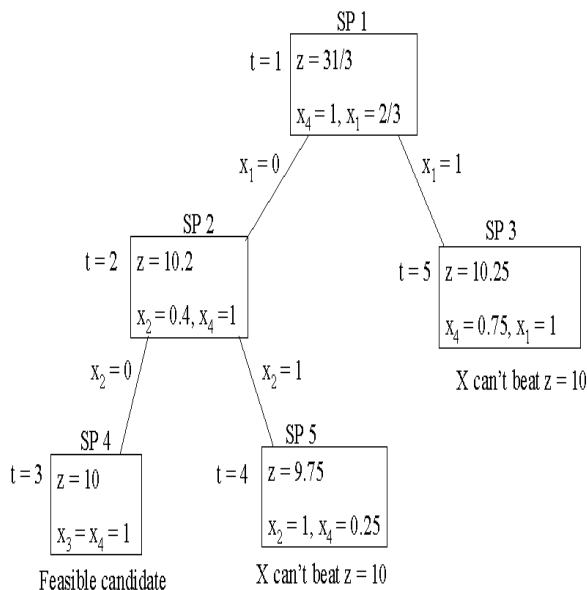 SP 1
t = 1
z = 31/3
x₄ = 1, x₁ = 2/3
x₁ = 0
x₁ = 1
SP 2
t = 2
z = 10.2
x₂ = 0.4, x₄ = 1
SP 3
t = 5
z = 10.25
x₄ = 0.75, x₁ = 1
X can't beat z = 10
x₂ = 0
x₂ = 1
SP 4
t = 3
z = 10
x₃ = x₄ = 1
Feasible candidate
SP 5
t = 4
z = 9.75
x₂ = 1, x₄ = 0.25
X can't beat z = 10